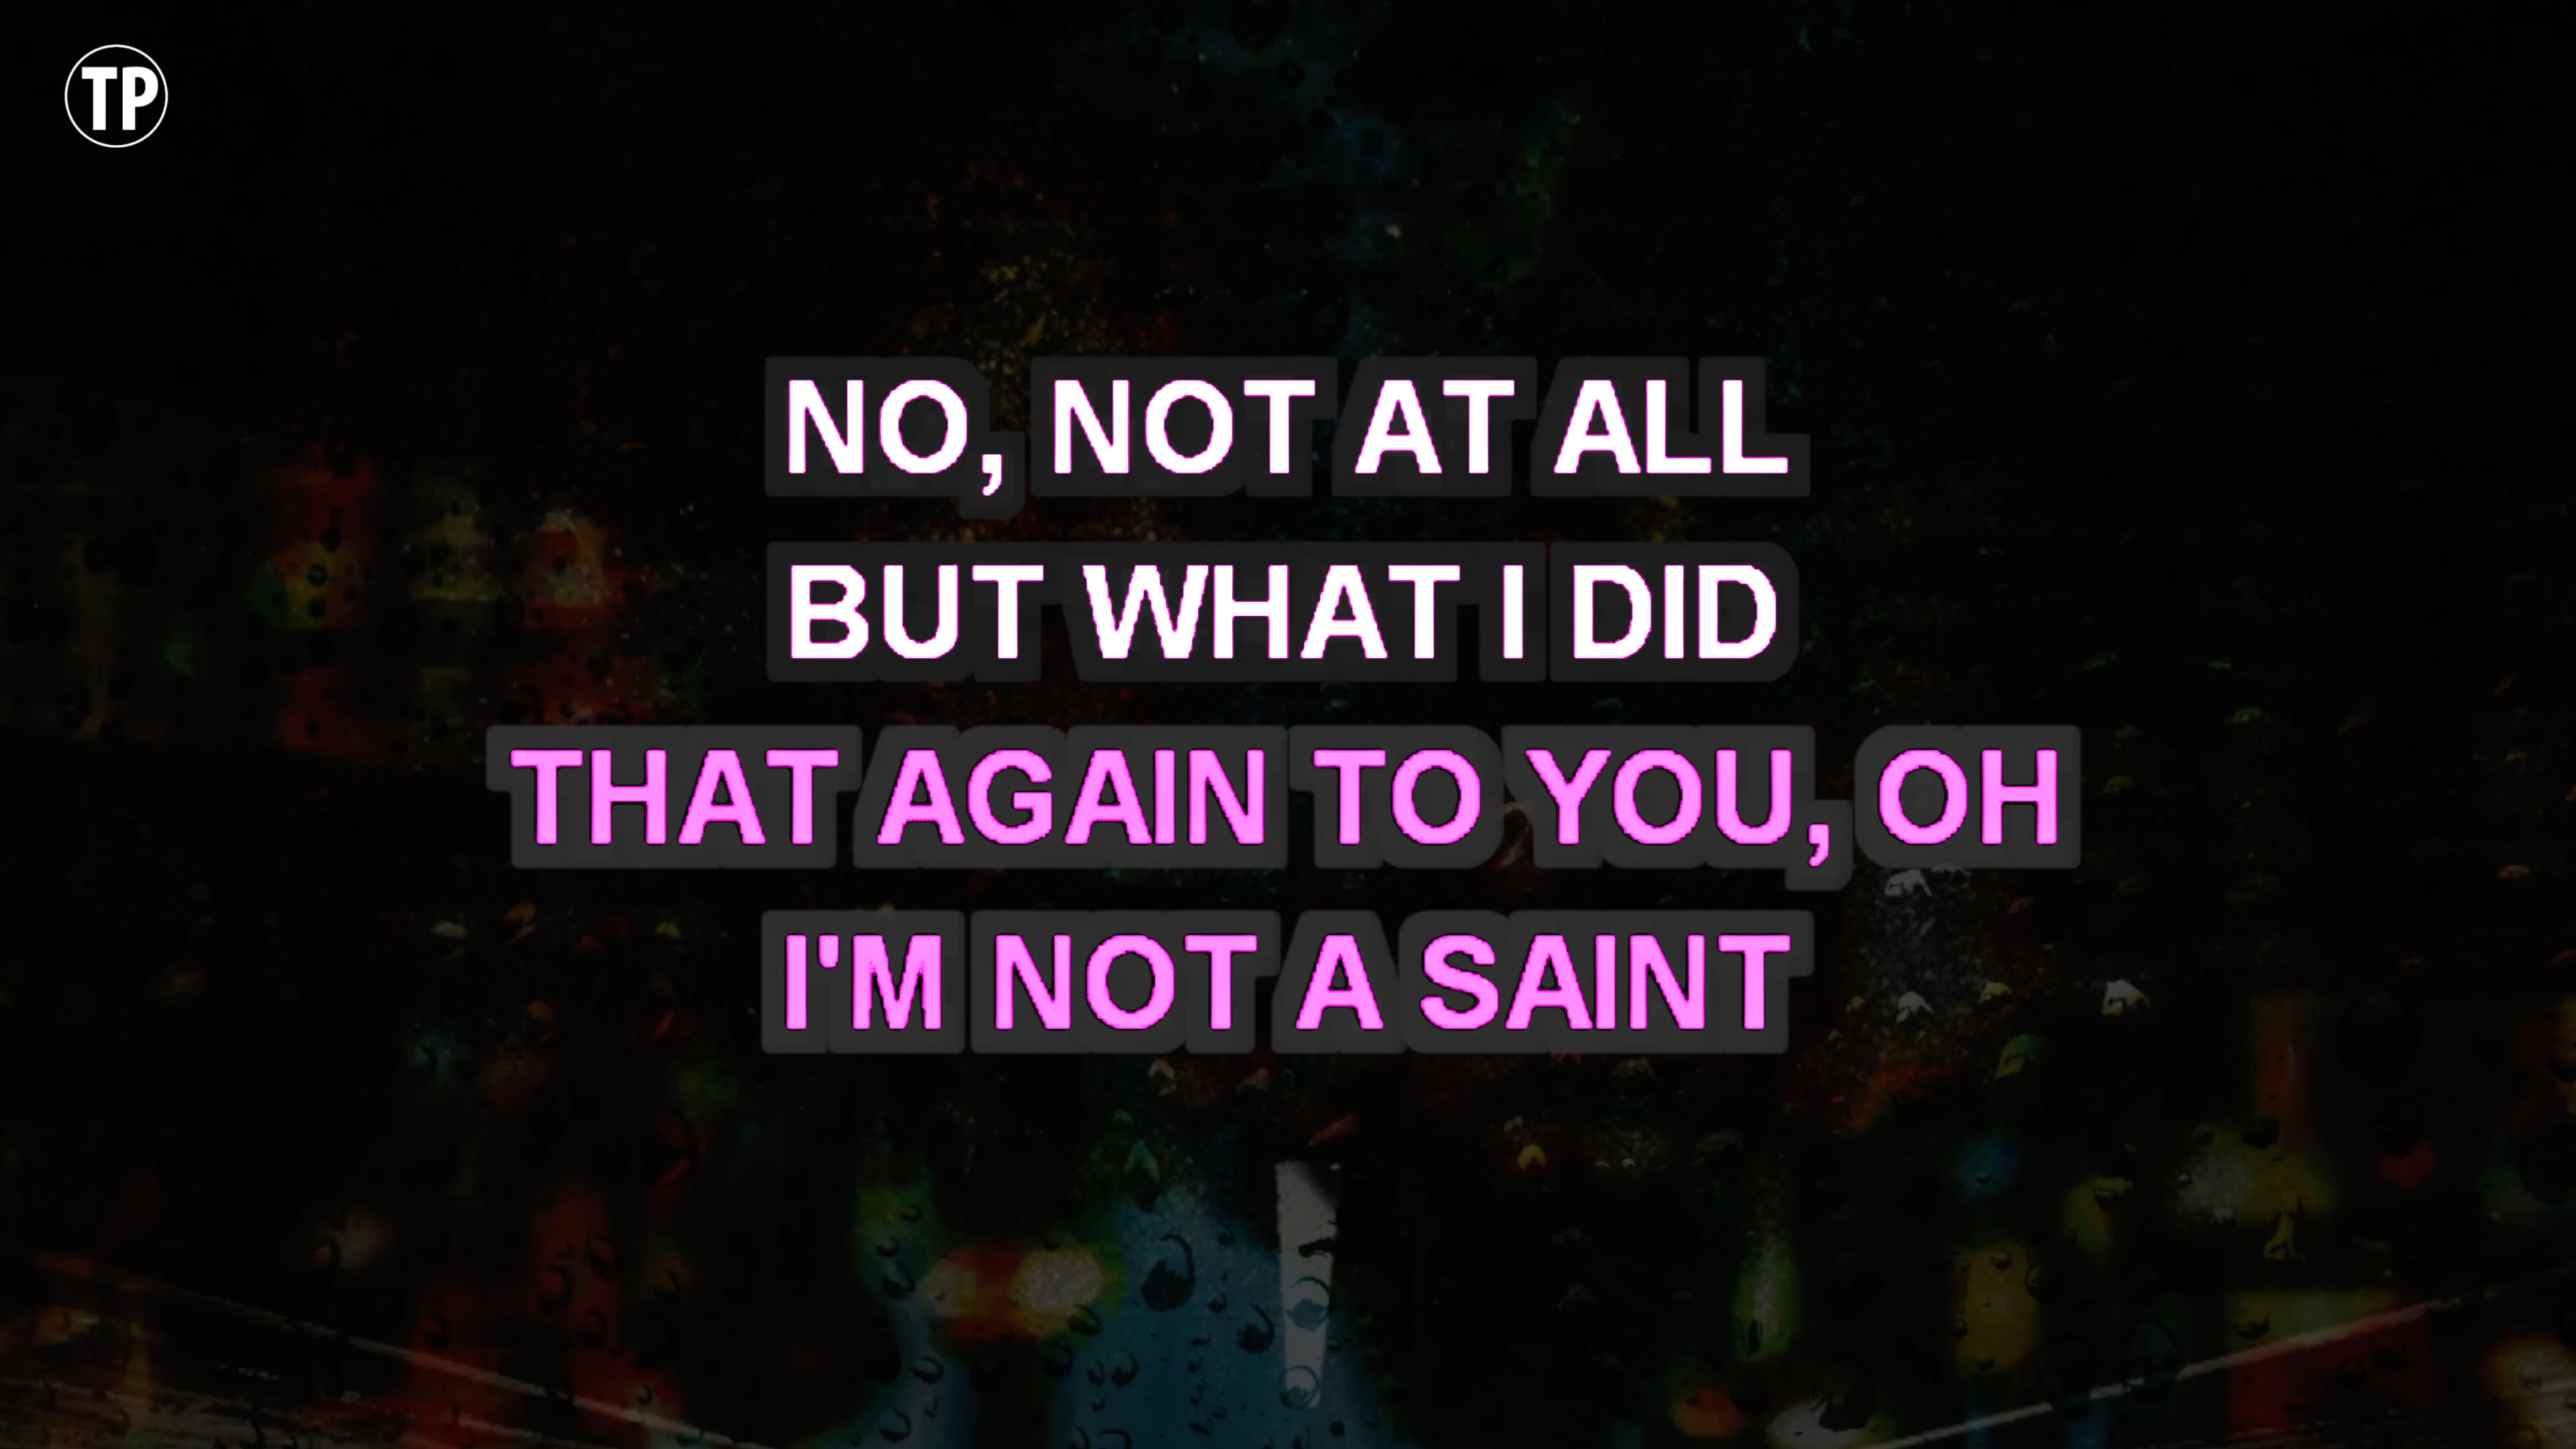 TP
NO, NOT AT ALL
BUT WHAT I DID
THAT AGAIN TO YOU, OH
I'M NOT A SAINT